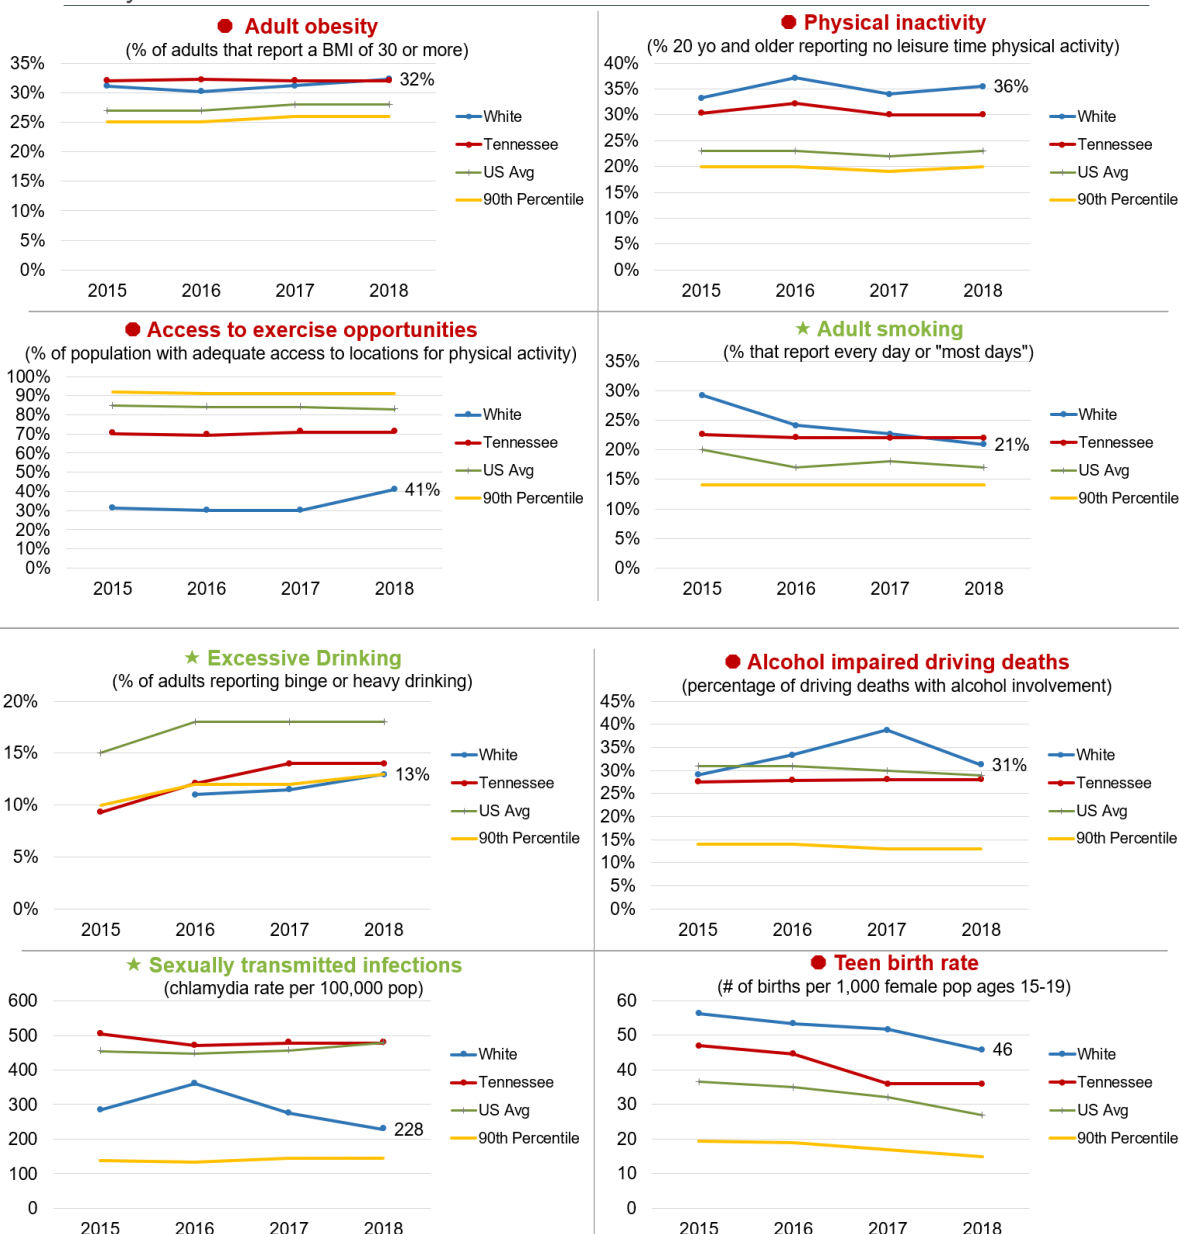 Adult obesity
(% of adults that report a BMI of 30 or more)
35%
30%
25%
20%
15%
10%
5%
0%
32%
2015 2016 2017 2018
White
Tennessee
US Avg
90th Percentile
Physical inactivity
(% 20 yo and older reporting no leisure time physical activity)
40%
35%
30%
25%
20%
15%
10%
5%
0%
36%
2015 2016 2017 2018
White
Tennessee
US Avg
90th Percentile
Access to exercise opportunities
(% of population with adequate access to locations for physical activity)
100%
90%
80%
70%
60%
50%
40%
30%
20%
10%
0%
41%
2015 2016 2017 2018
White
Tennessee
US Avg
90th Percentile
Adult smoking
(% that report every day or "most days")
35%
30%
25%
20%
15%
10%
5%
0%
21%
2015 2016 2017 2018
White
Tennessee
US Avg
90th Percentile
Excessive Drinking
(% of adults reporting binge or heavy drinking)
20%
15%
10%
5%
0%
13%
2015 2016 2017 2018
White
Tennessee
US Avg
90th Percentile
Alcohol impaired driving deaths
(percentage of driving deaths with alcohol involvement)
45%
40%
35%
30%
25%
20%
15%
10%
5%
0%
31%
2015 2016 2017 2018
White
Tennessee
US Avg
90th Percentile
Sexually transmitted infections
(chlamydia rate per 100,000 pop)
600
500
400
300
200
100
0
228
2015 2016 2017 2018
White
Tennessee
US Avg
90th Percentile
Teen birth rate
(# of births per 1,000 female pop ages 15-19)
60
50
40
30
20
10
0
46
2015 2016 2017 2018
White
Tennessee
US Avg
90th Percentile